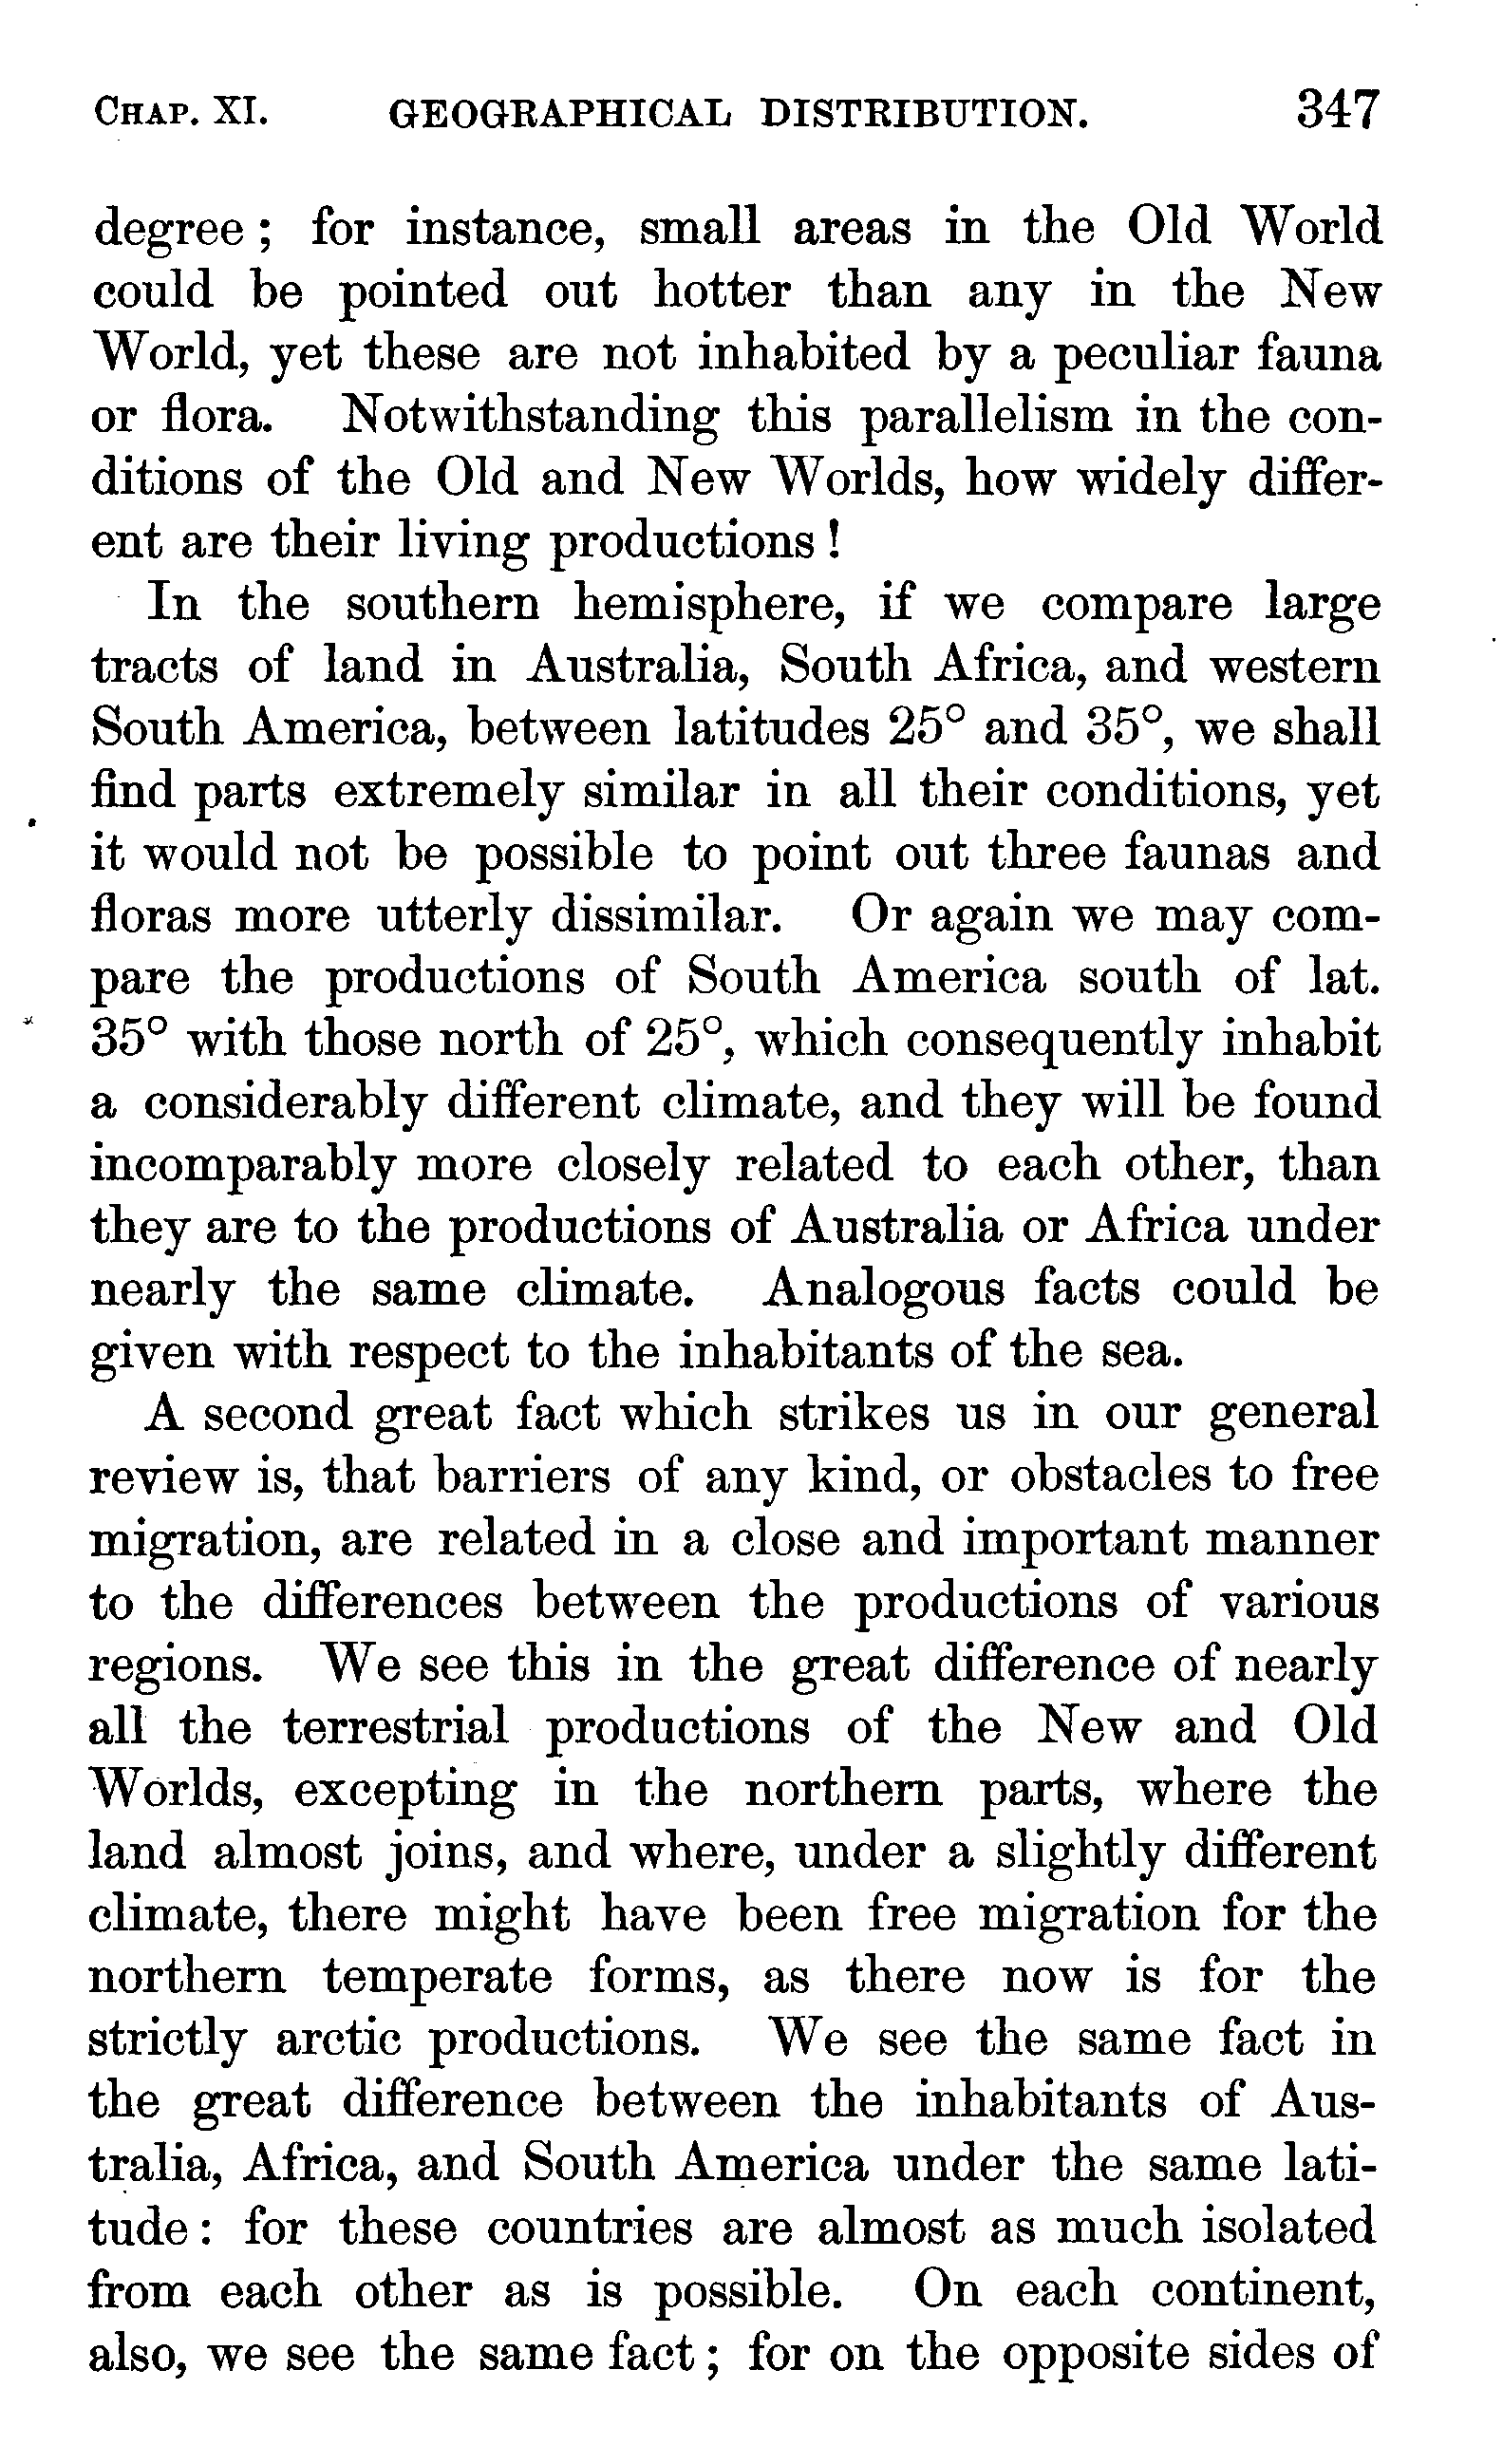 CHAP. XI. GEOGRAPHICAL DISTRIBUTION. 347
degree; for instance, small areas in the Old World
could be pointed out hotter than any in the New
World, yet these are not inhabited by a peculiar fauna
or flora. Notwithstanding this parallelism in the con-
ditions of the Old and New Worlds, how widely differ-
ent are their living productions!
In the southern hemisphere, if we compare large
tracts of land in Australia, South Africa, and western
South America, between latitudes 25° and 35°, we shall
find parts extremely similar in all their conditions, yet
it would not be possible to point out three faunas and
floras more utterly dissimilar. Or again we may com-
pare the productions of South America south of lat.
35° with those north of 25°, which consequently inhabit
a considerably different climate, and they will be found
incomparably more closely related to each other, than
they are to the productions of Australia or Africa under
nearly the same climate. Analogous facts could be
given with respect to the inhabitants of the sea.
A second great fact which strikes us in our general
review is, that barriers of any kind, or obstacles to free
migration, are related in a close and important manner
to the differences between the productions of various
regions. We see this in the great difference of nearly
all the terrestrial productions of the New and Old
Worlds, excepting in the northern parts, where the
land almost joins, and where, under a slightly different
climate, there might have been free migration for the
northern temperate forms, as there now is for the
strictly arctic productions. We see the same fact in
the great difference between the inhabitants of Aus-
tralia, Africa, and South America under the same lati-
tude: for these countries are almost as much isolated
from each other as is possible. On each continent,
also, we see the same fact; for on the opposite sides of